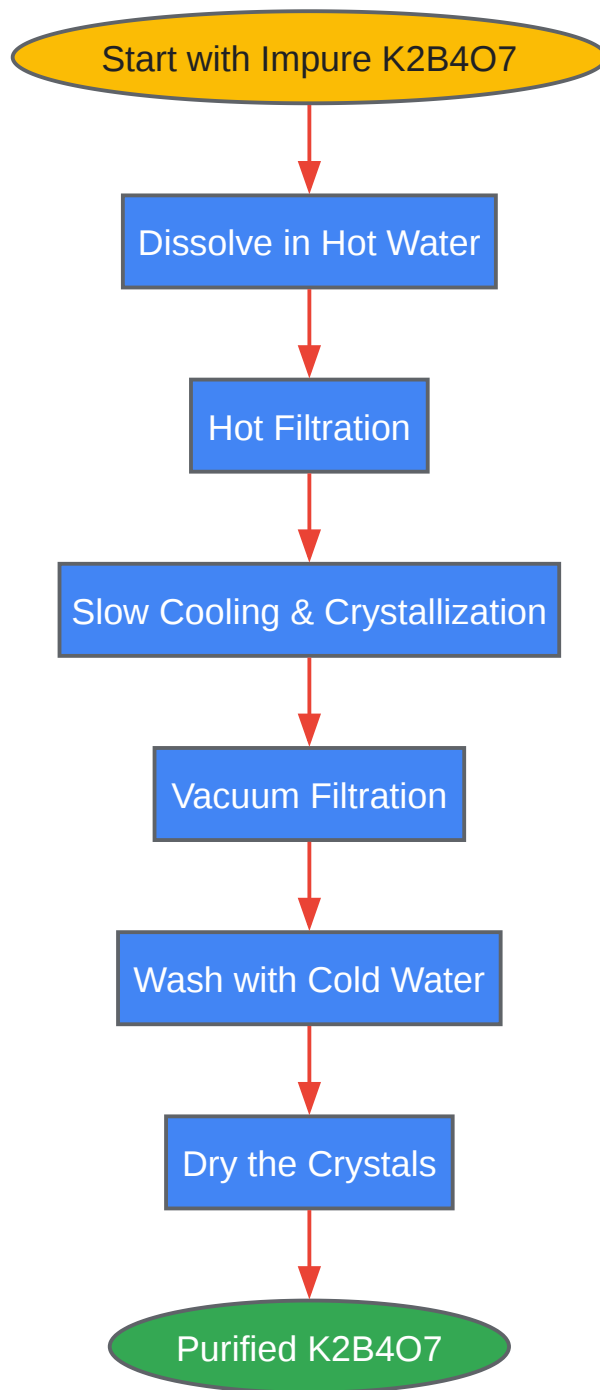 Start with Impure K2B4O7
Dissolve in Hot Water
Hot Filtration
Slow Cooling & Crystallization
Vacuum Filtration
Wash with Cold Water
Dry the Crystals
Purified K2B4O7